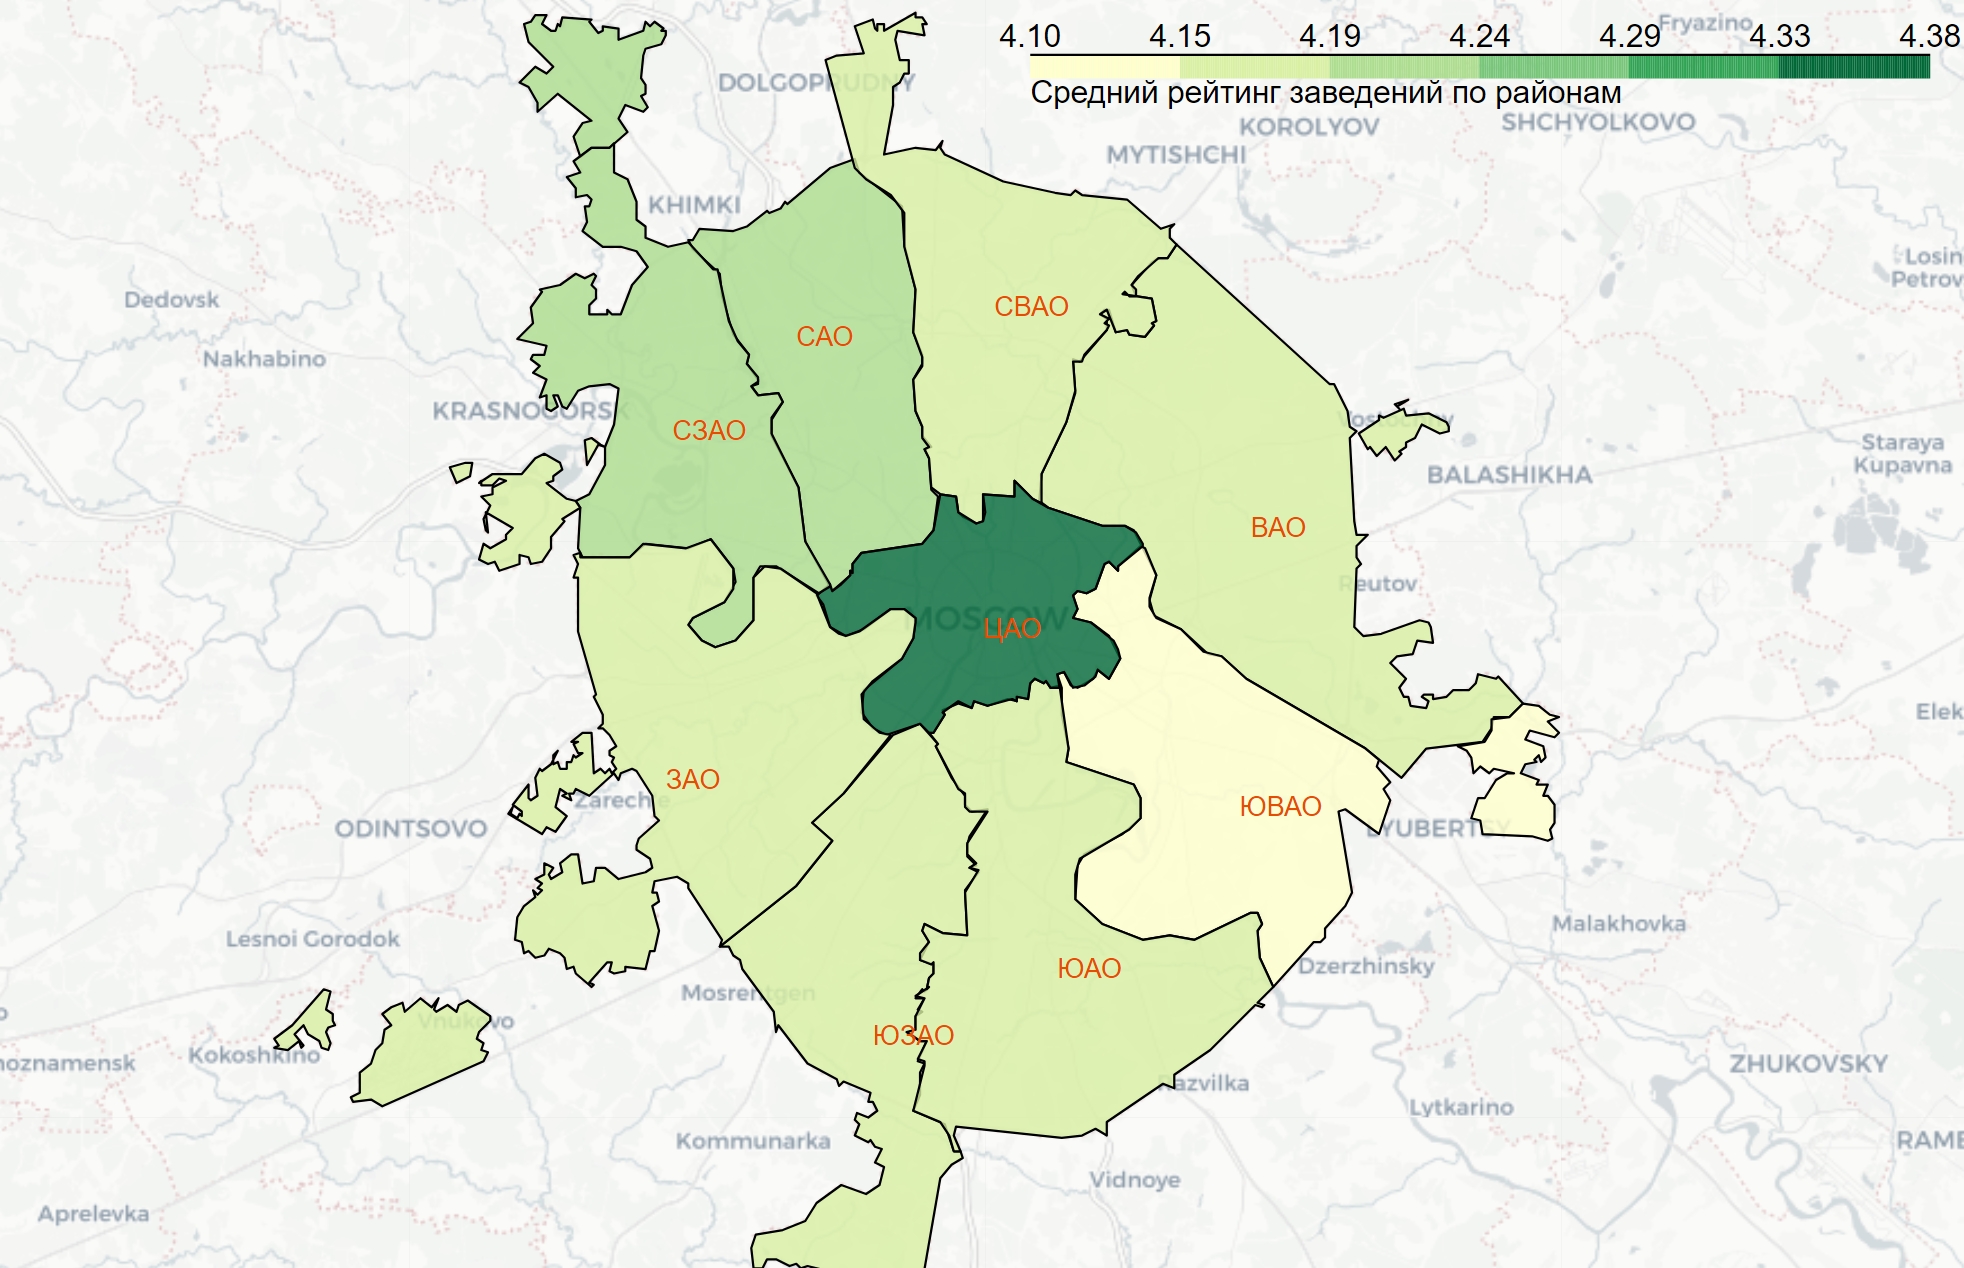 4.10 4.15 4.19 4.24 4.29 4.33 4.38
Fryazino
Средний рейтинг заведений по районам
DOLGOPRUDNY
KOROLYOV
SHCHYOLKOVO
MYTISHCHI
KHIMKI
Losin
Petrov
Dedovsk
СВАО
САО
Nakhabino
KRASNOGORSK
СЗАО
Staraya
Kupavna
BALASHIKHA
ВАО
Reutov
MOSCOW
ЦАО
Elek
ЗАО
Zarech e
ЮВАО
ODINTSOVO
LYUBERTSY
Malakhovka
Lesnoi Gorodok
ЮАО
Dzerzhinsky
Mosrentgen
Vnukovo
ЮЗАО
Kokoshkino
noznamensk
ZHUKOVSKY
Razvilka
Lytkarino
Kommunarka
RAME
Vidnoye
Aprelevka